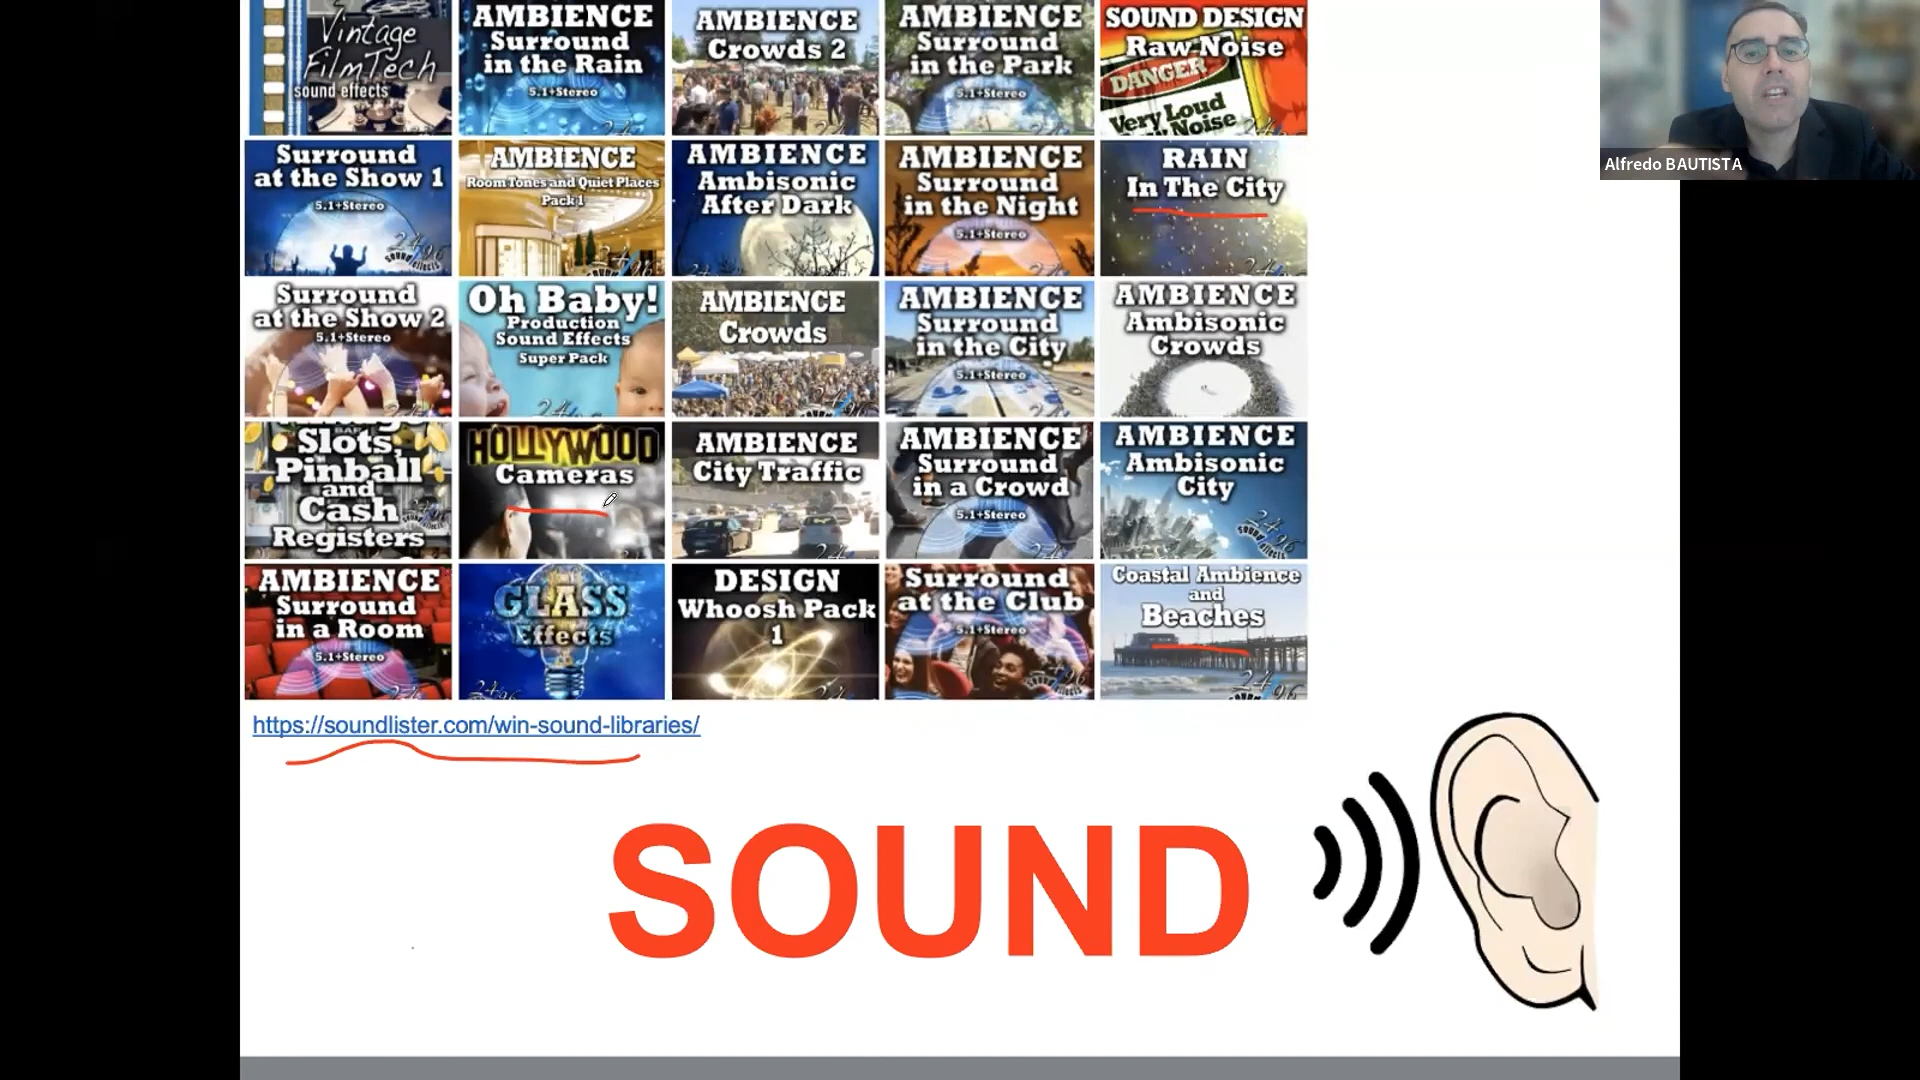 Vintage
FilmTech
sound effects
AMBIENCE
Surround
in the Rain
5.1+Stereo
AMBIENCE
Crowds 2
AMBIENCE
Surround
in the Park
5.1+Stereo
SOUND DESIGN
Raw Noise
DANGER
Very Loud
Noise
Alfredo BAUTISTA
Surround
at the Show 1
5.1+Stereo
AMBIENCE
Room Tones and Quiet Places
Pack 1
AMBIENCE
Ambisonic
After Dark
AMBIENCE
Surround
in the Night
5.1+Stereo
RAIN
In The City
Surround
at the Show 2
5.1+Stereo
Oh Baby!
Production
Sound Effects
Super Pack
AMBIENCE
Crowds
AMBIENCE
Surround
in the City
5.1+Stereo
AMBIENCE
Ambisonic
Crowds
Slots,
Pinball
and
Cash
Registers
HOLLYWOOD
Cameras
AMBIENCE
City Traffic
AMBIENCE
Surround
in a Crowd
5.1+Stereo
AMBIENCE
Ambisonic
City
AMBIENCE
Surround
in a Room
5.1+Stereo
GLASS
Effects
DESIGN
Whoosh Pack
1
Surround
at the Club
5.1+Stereo
Coastal Ambience
and
Beaches
https://soundlister.com/win-sound-libraries/
SOUND